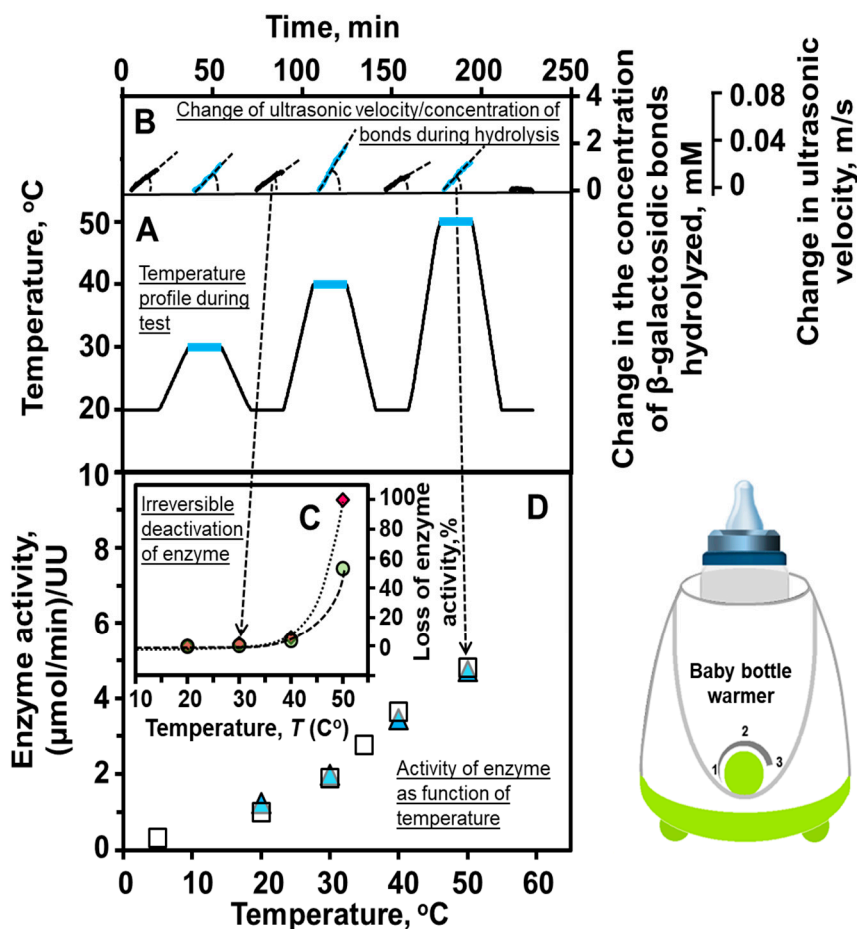 Time, min
0 50 100 150 200 250
B
Change of ultrasonic velocity/concentration of
bonds during hydrolysis
4
2
0
Change in the concentration
of β-galactosidic bonds
hydrolyzed, mM
0.08
0.04
0
Change in ultrasonic
velocity, m/s
Temperature, ºC
50
40
30
20
A
Temperature
profile during
test
Enzyme activity,
(μmol/min)/UU
10
8
6
4
2
0
Irreversible
deactivation
of enzyme
C
100
80
60
40
20
0
Loss of enzyme
activity,%
10 20 30 40 50
Temperature, T (Cº)
D
Activity of enzyme
as function of
temperature
0 10 20 30 40 50 60
Temperature, ºC
Baby bottle
warmer
1
2
3